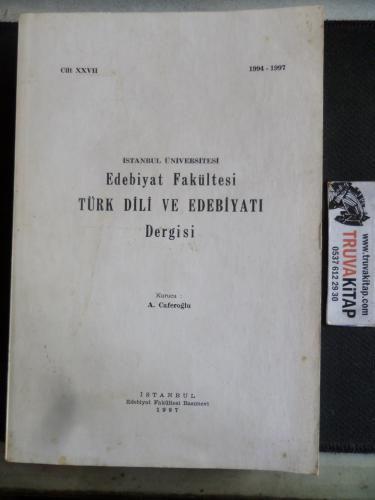 Cilt XXVII
1994 - 1997
İSTANBUL ÜNİVERSİTESİ
Edebiyat Fakültesi
TÜRK DİLİ VE EDEBİYATI
Dergisi
Kurucu :
A. Caferoğlu
İSTANBUL
Edebiyat Fakültesi Basımevi
1997
www.truvakitap.com
TRUVAKiTAP
0537 612 29 30